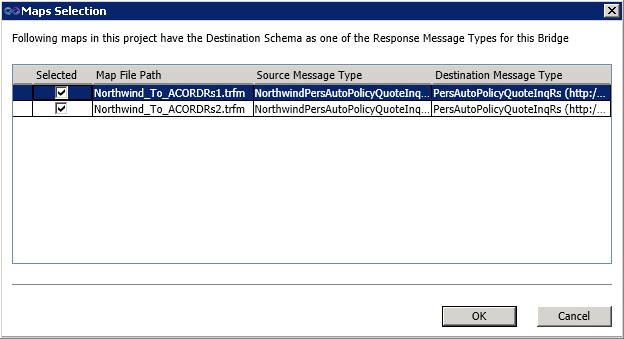 Maps Selection
Following maps in this project have the Destination Schema as one of the Response Message Types for this Bridge
Selected Map File Path Source Message Type Destination Message Type
Northwind_To_ACORDRs1.trfm NorthwindPersAutoPolicyQuoteInq... PersAutoPolicyQuoteInqRs (http:/...
Northwind_To_ACORDRs2.trfm NorthwindPersAutoPolicyQuoteInq... PersAutoPolicyQuoteInqRs (http:/...
OK Cancel